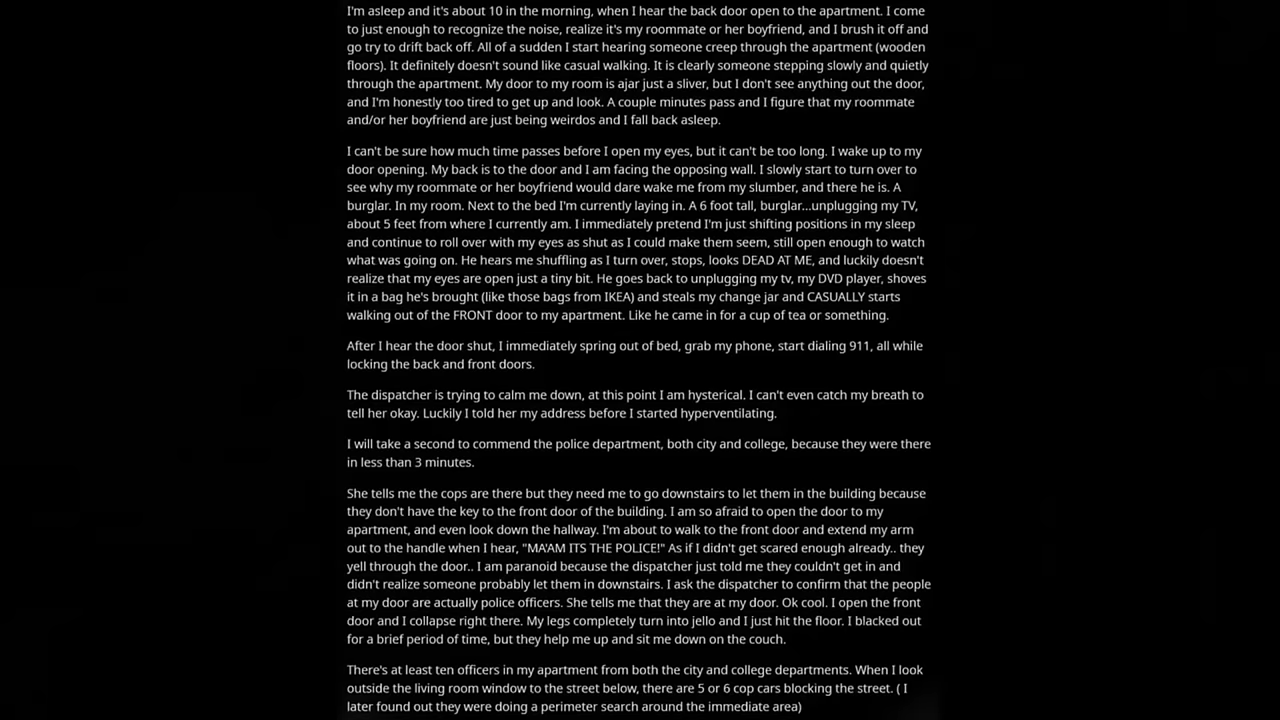 I'm asleep and it's about 10 in the morning, when I hear the back door open to the apartment. I come
to just enough to recognize the noise, realize it's my roommate or her boyfriend, and I brush it off and
go try to drift back off. All of a sudden I start hearing someone creep through the apartment (wooden
floors). It definitely doesn't sound like casual walking. It is clearly someone stepping slowly and quietly
through the apartment. My door to my room is ajar just a sliver, but I don't see anything out the door,
and I'm honestly too tired to get up and look. A couple minutes pass and I figure that my roommate
and/or her boyfriend are just being weirdos and I fall back asleep.
I can't be sure how much time passes before I open my eyes, but it can't be too long. I wake up to my
door opening. My back is to the door and I am facing the opposing wall. I slowly start to turn over to
see why my roommate or her boyfriend would dare wake me from my slumber, and there he is. A
burglar. In my room. Next to the bed I'm currently laying in. A 6 foot tall, burglar...unplugging my TV,
about 5 feet from where I currently am. I immediately pretend I'm just shifting positions in my sleep
and continue to roll over with my eyes as shut as I could make them seem, still open enough to watch
what was going on. He hears me shuffling as I turn over, stops, looks DEAD AT ME, and luckily doesn't
realize that my eyes are open just a tiny bit. He goes back to unplugging my tv, my DVD player, shoves
it in a bag he's brought (like those bags from IKEA) and steals my change jar and CASUALLY starts
walking out of the FRONT door to my apartment. Like he came in for a cup of tea or something.
After I hear the door shut, I immediately spring out of bed, grab my phone, start dialing 911, all while
locking the back and front doors.
The dispatcher is trying to calm me down, at this point I am hysterical. I can't even catch my breath to
tell her okay. Luckily I told her my address before I started hyperventilating.
I will take a second to commend the police department, both city and college, because they were there
in less than 3 minutes.
She tells me the cops are there but they need me to go downstairs to let them in the building because
they don't have the key to the front door of the building. I am so afraid to open the door to my
apartment, and even look down the hallway. I'm about to walk to the front door and extend my arm
out to the handle when I hear, "MA'AM ITS THE POLICE!" As if I didn't get scared enough already.. they
yell through the door.. I am paranoid because the dispatcher just told me they couldn't get in and
didn't realize someone probably let them in downstairs. I ask the dispatcher to confirm that the people
at my door are actually police officers. She tells me that they are at my door. Ok cool. I open the front
door and I collapse right there. My legs completely turn into jello and I just hit the floor. I blacked out
for a brief period of time, but they help me up and sit me down on the couch.
There's at least ten officers in my apartment from both the city and college departments. When I look
outside the living room window to the street below, there are 5 or 6 cop cars blocking the street. ( I
later found out they were doing a perimeter search around the immediate area)